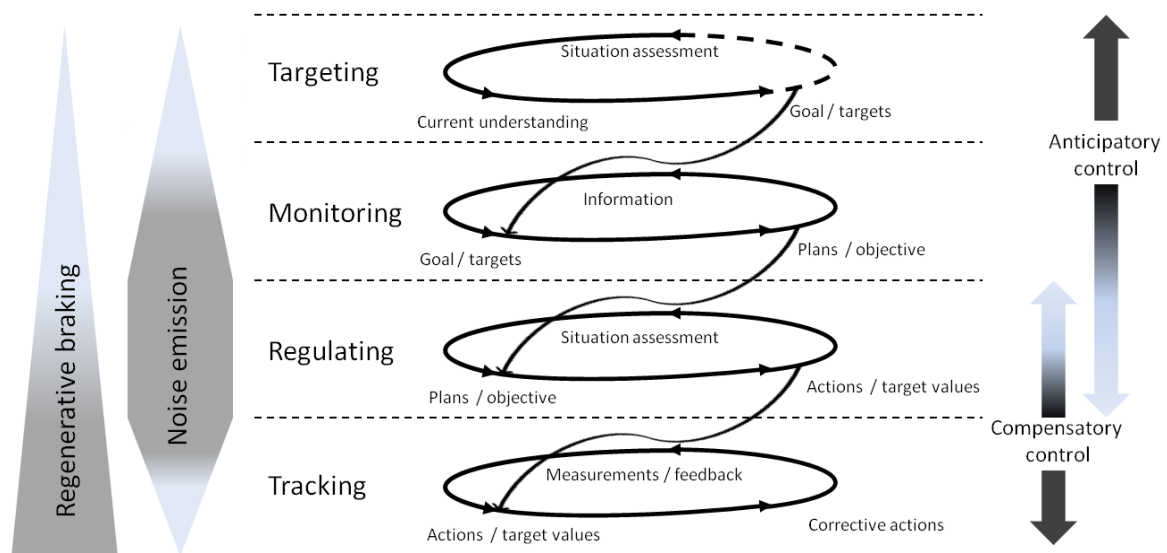 Regenerative braking
Noise emission
Targeting
Situation assessment
Current understanding
Goal / targets
Monitoring
Information
Goal / targets
Plans / objective
Regulating
Situation assessment
Plans / objective
Actions / target values
Tracking
Measurements / feedback
Actions / target values
Corrective actions
Anticipatory
control
Compensatory
control